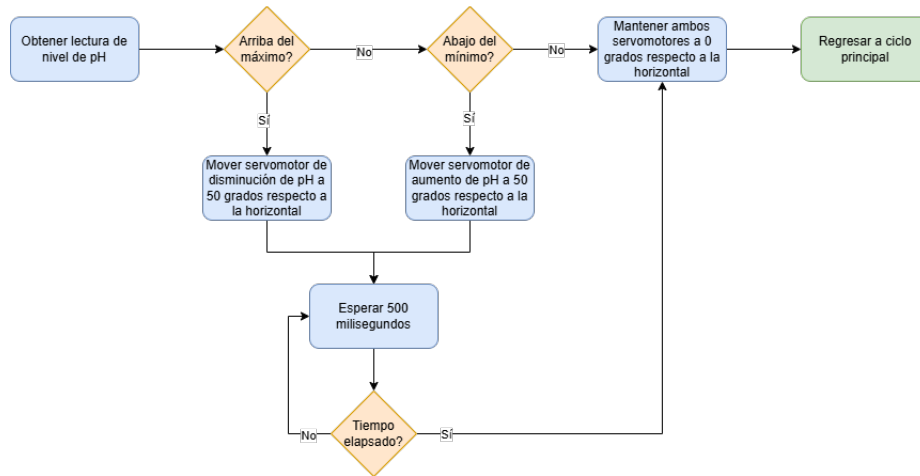 Obtener lectura de
nivel de pH
Arriba del
máximo?
No
Abajo del
mínimo?
No
Mantener ambos
servomotores a 0
grados respecto a la
horizontal
Regresar a ciclo
principal
Sí
Sí
Mover servomotor de
disminución de pH a
50 grados respecto a
la horizontal
Mover servomotor de
aumento de pH a 50
grados respecto a la
horizontal
Esperar 500
milisegundos
Tiempo
elapsado?
No
Sí